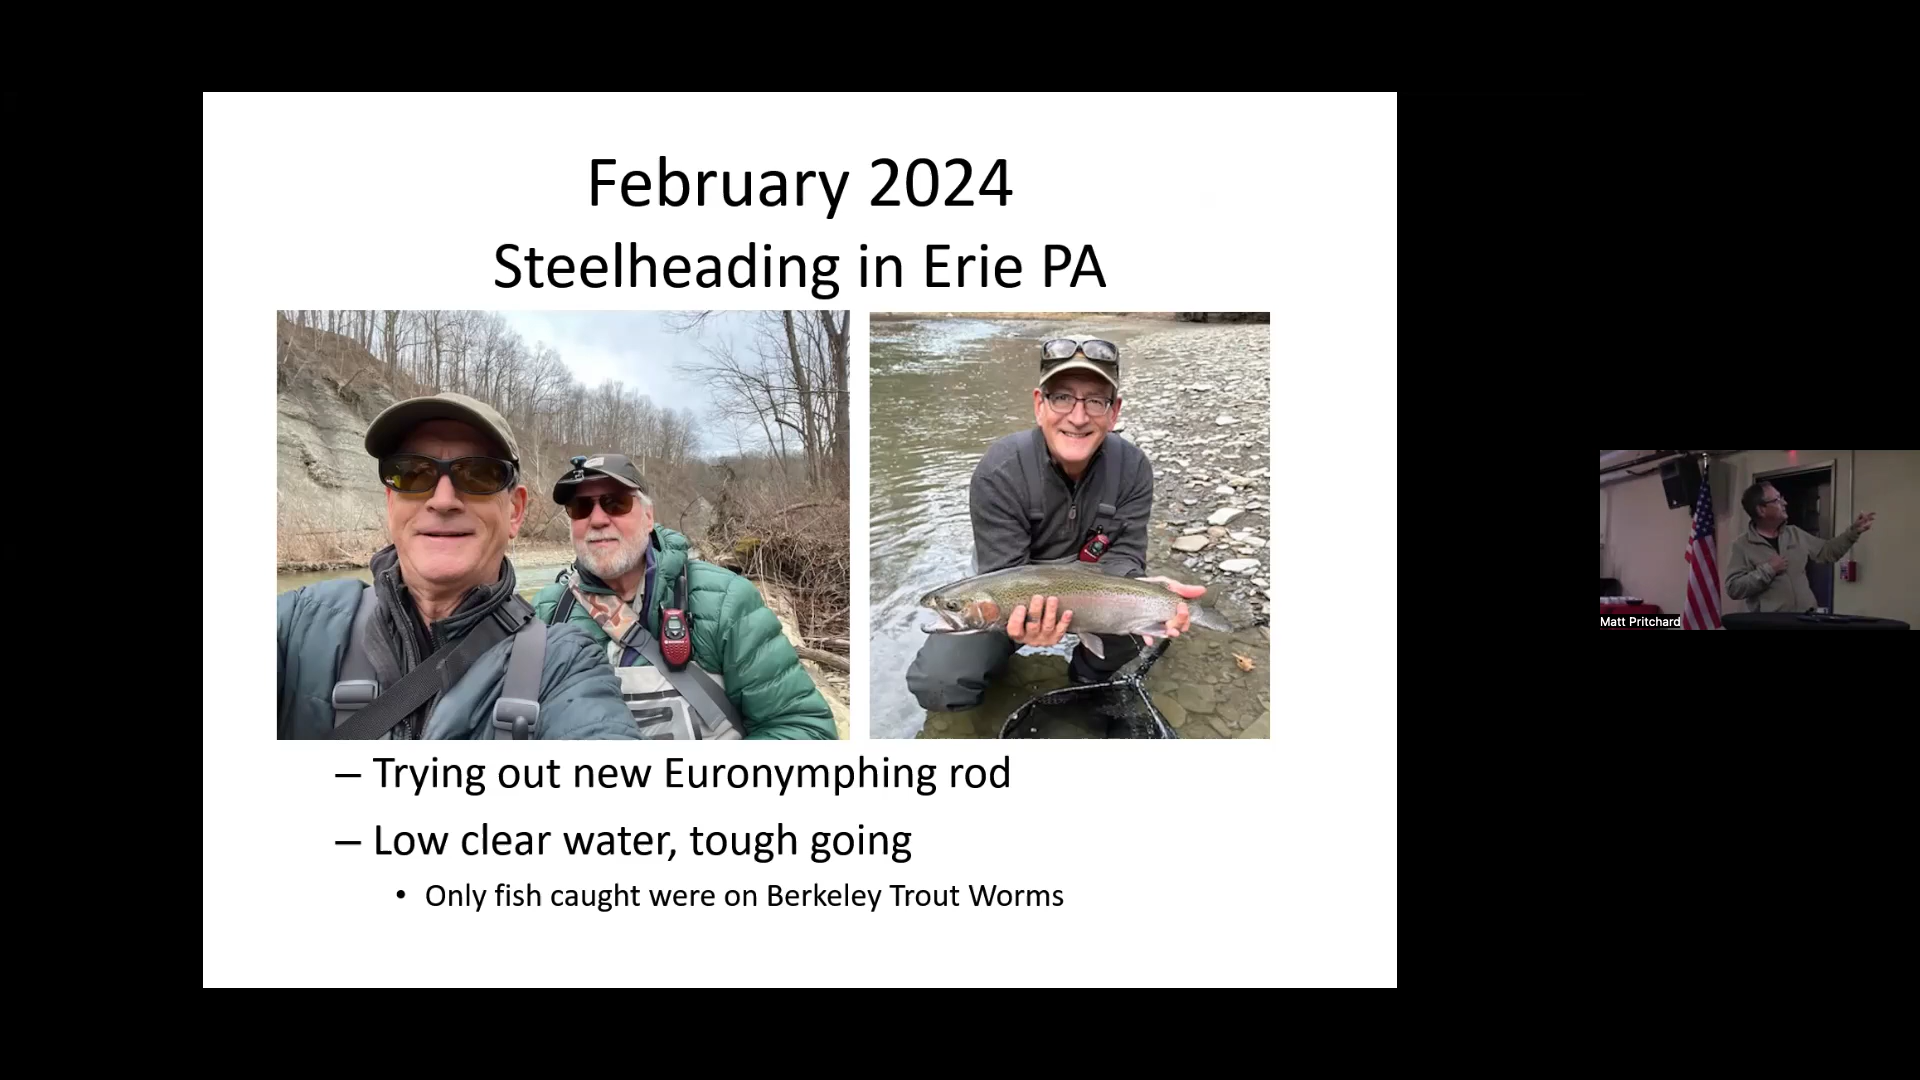 February 2024
Steelheading in Erie PA
– Trying out new Euronymphing rod
– Low clear water, tough going
• Only fish caught were on Berkeley Trout Worms
Matt Pritchard